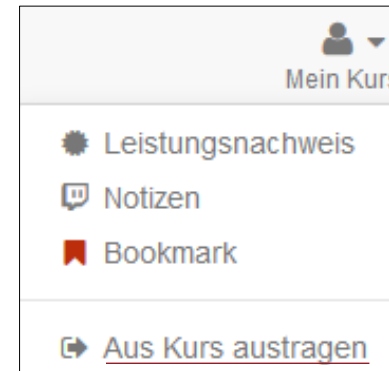 Mein Kurs
Leistungsnachweis
Notizen
Bookmark
Aus Kurs austragen